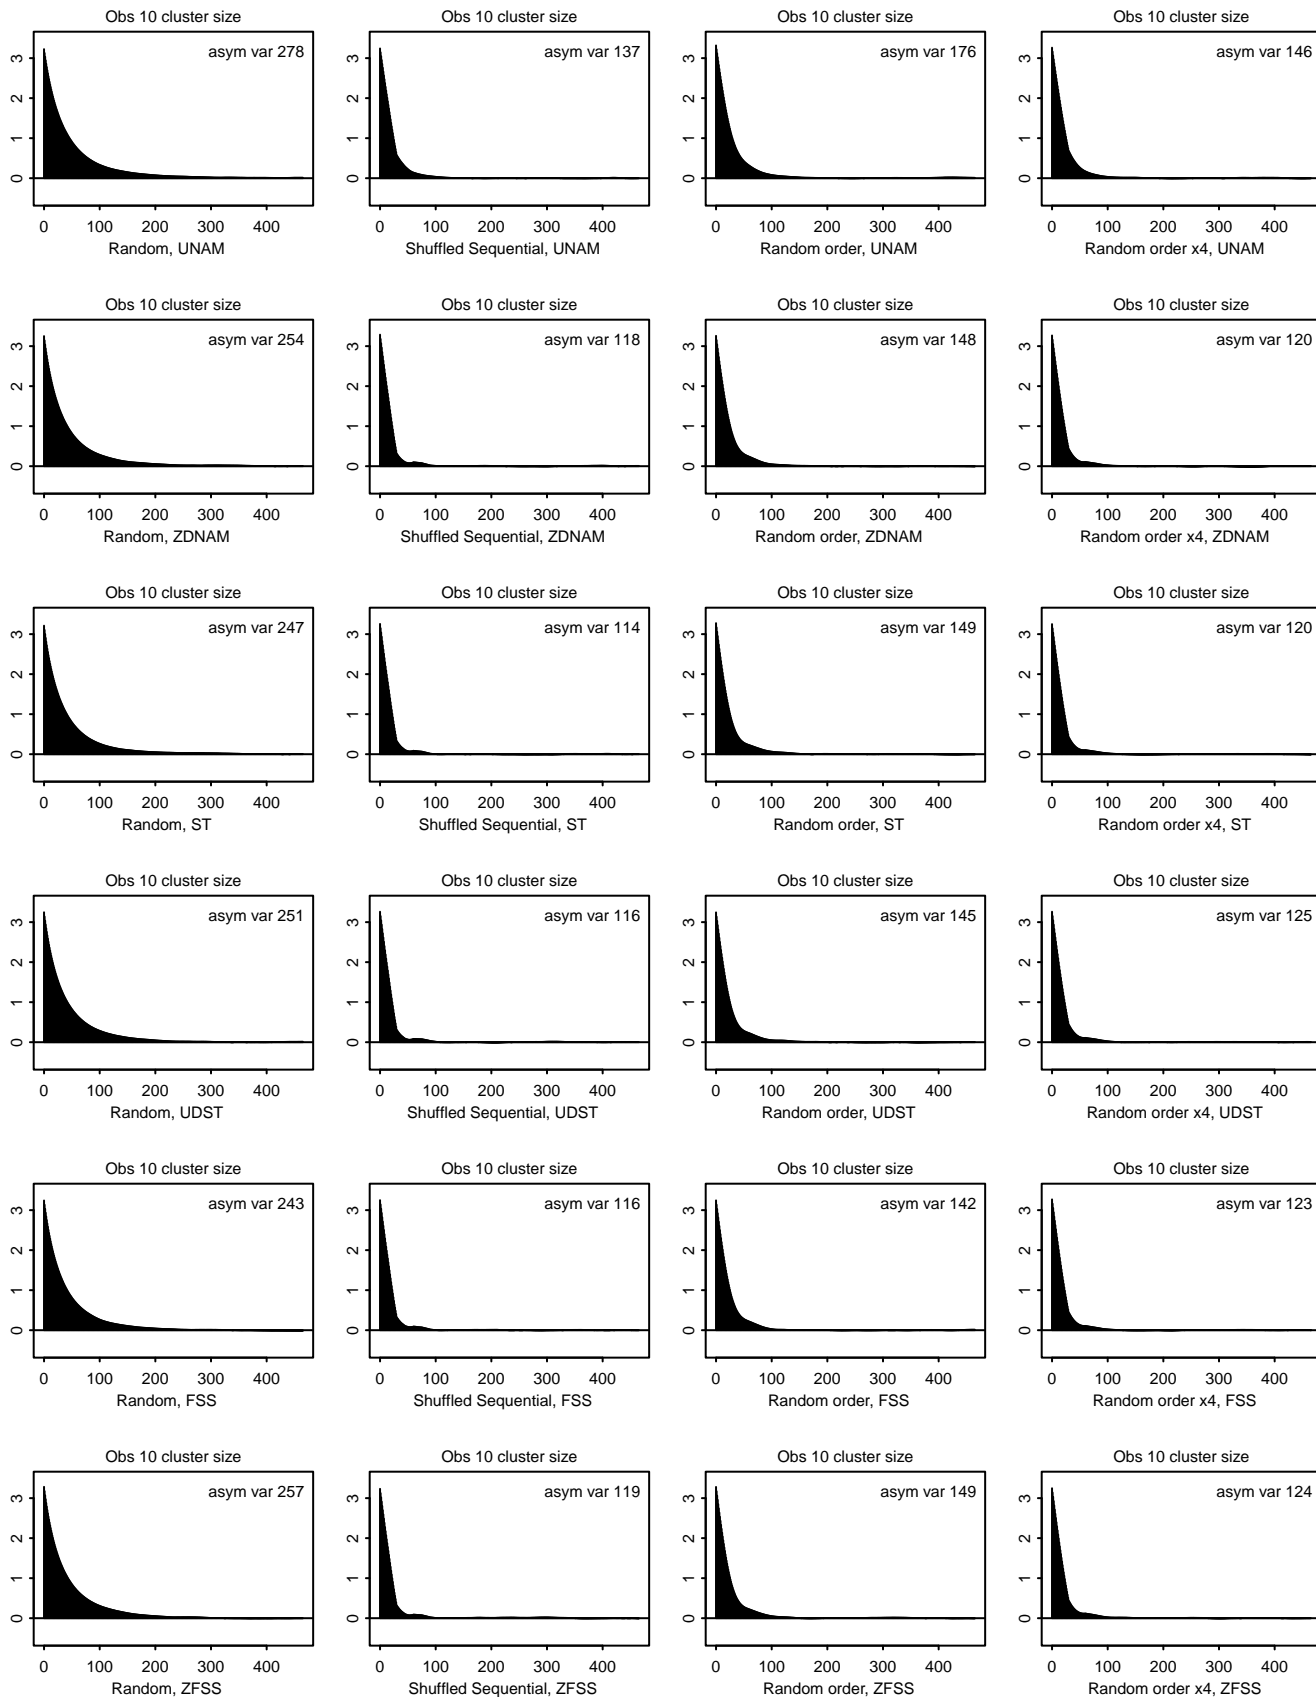 Obs 10 cluster size Obs 10 cluster size Obs 10 cluster size Obs 10 cluster size
asym var 278 asym var 137 asym var 176 asym var 146
0 1 2 3 0 1 2 3 0 1 2 3 0 1 2 3
0 100 200 300 400 0 100 200 300 400 0 100 200 300 400 0 100 200 300 400
Random, UNAM Shuffled Sequential, UNAM Random order, UNAM Random order x4, UNAM
Obs 10 cluster size Obs 10 cluster size Obs 10 cluster size Obs 10 cluster size
asym var 254 asym var 118 asym var 148 asym var 120
0 1 2 3 0 1 2 3 0 1 2 3 0 1 2 3
0 100 200 300 400 0 100 200 300 400 0 100 200 300 400 0 100 200 300 400
Random, ZDNAM Shuffled Sequential, ZDNAM Random order, ZDNAM Random order x4, ZDNAM
Obs 10 cluster size Obs 10 cluster size Obs 10 cluster size Obs 10 cluster size
asym var 247 asym var 114 asym var 149 asym var 120
0 1 2 3 0 1 2 3 0 1 2 3 0 1 2 3
0 100 200 300 400 0 100 200 300 400 0 100 200 300 400 0 100 200 300 400
Random, ST Shuffled Sequential, ST Random order, ST Random order x4, ST
Obs 10 cluster size Obs 10 cluster size Obs 10 cluster size Obs 10 cluster size
asym var 251 asym var 116 asym var 145 asym var 125
0 1 2 3 0 1 2 3 0 1 2 3 0 1 2 3
0 100 200 300 400 0 100 200 300 400 0 100 200 300 400 0 100 200 300 400
Random, UDST Shuffled Sequential, UDST Random order, UDST Random order x4, UDST
Obs 10 cluster size Obs 10 cluster size Obs 10 cluster size Obs 10 cluster size
asym var 243 asym var 116 asym var 142 asym var 123
0 1 2 3 0 1 2 3 0 1 2 3 0 1 2 3
0 100 200 300 400 0 100 200 300 400 0 100 200 300 400 0 100 200 300 400
Random, FSS Shuffled Sequential, FSS Random order, FSS Random order x4, FSS
Obs 10 cluster size Obs 10 cluster size Obs 10 cluster size Obs 10 cluster size
asym var 257 asym var 119 asym var 149 asym var 124
0 1 2 3 0 1 2 3 0 1 2 3 0 1 2 3
0 100 200 300 400 0 100 200 300 400 0 100 200 300 400 0 100 200 300 400
Random, ZFSS Shuffled Sequential, ZFSS Random order, ZFSS Random order x4, ZFSS